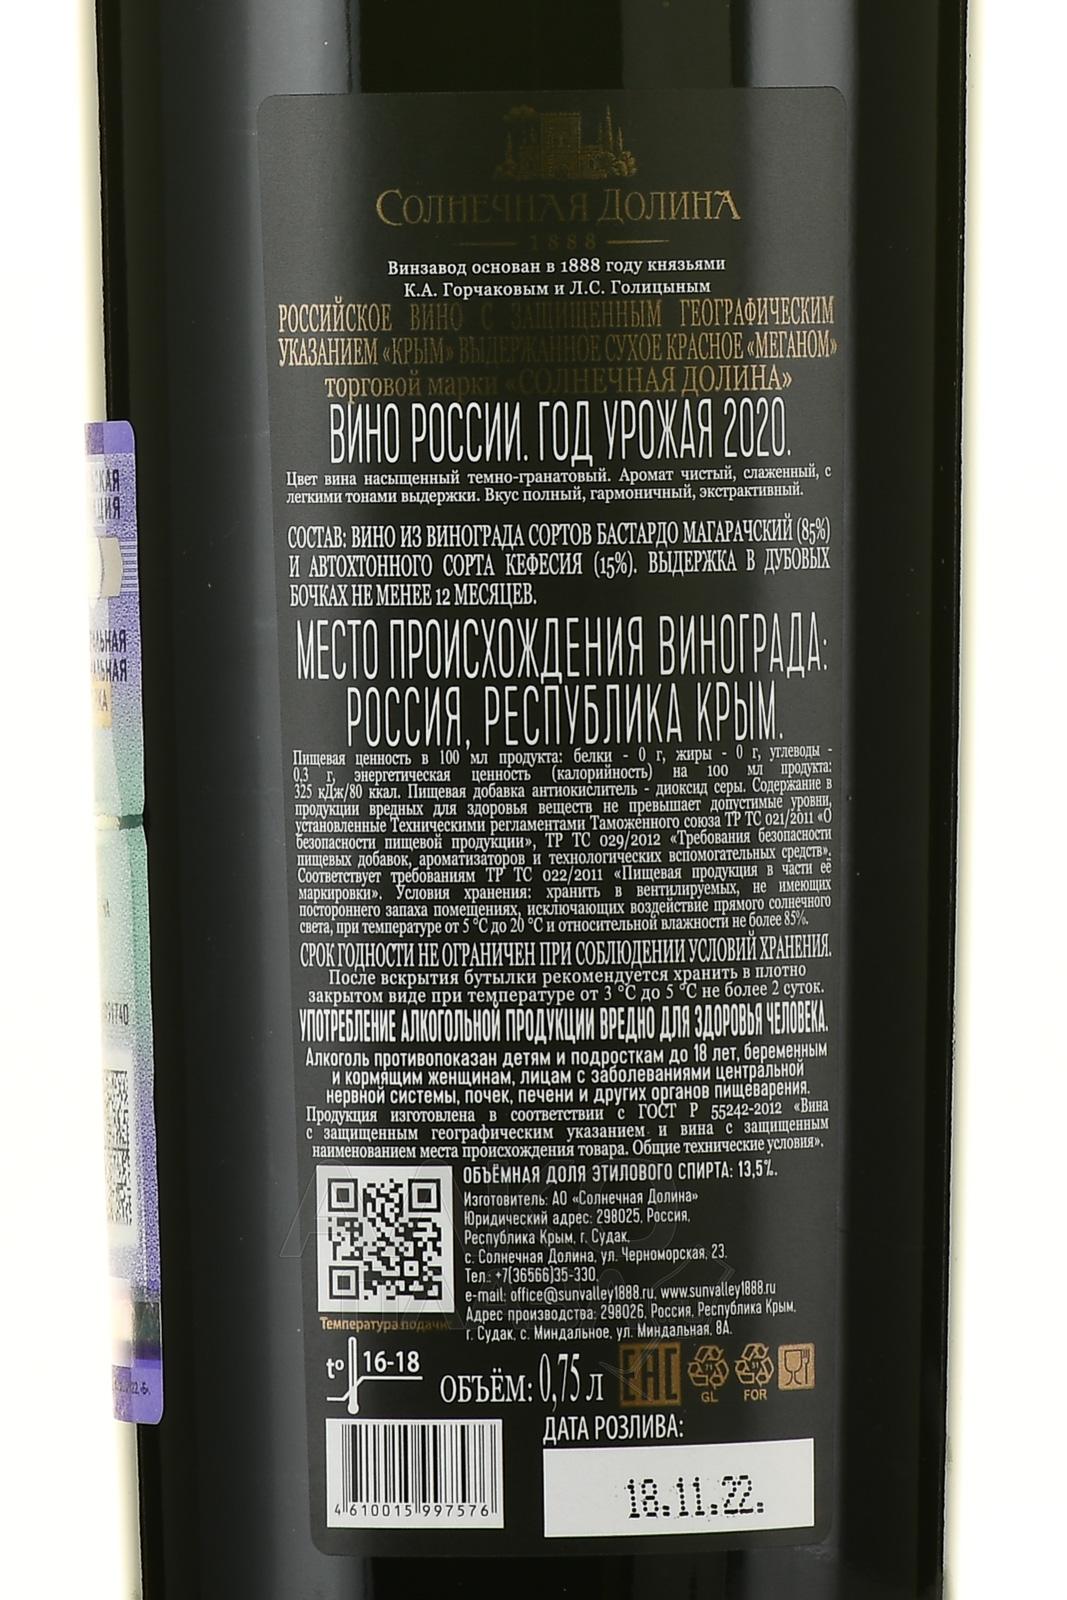 СОЛНЕЧНАЯ ДОЛИНА
1888
Винзавод основан в 1888 году князьями
К.А. Горчаковым и Л.С. Голицыным
РОССИЙСКОЕ ВИНО С ЗАЩИЩЕННЫМ ГЕОГРАФИЧЕСКИМ
УКАЗАНИЕМ «КРЫМ» ВЫДЕРЖАННОЕ СУХОЕ КРАСНОЕ «МЕГАНОМ»
торговой марки «СОЛНЕЧНАЯ ДОЛИНА»
ВИНО РОССИИ. ГОД УРОЖАЯ 2020.
Цвет вина насыщенный темно-гранатовый. Аромат чистый, слаженный, с
легкими тонами выдержки. Вкус полный, гармоничный, экстрактивный.
СОСТАВ: ВИНО ИЗ ВИНОГРАДА СОРТОВ БАСТАРДО МАГАРАЧСКИЙ (85%)
И АВТОХТОННОГО СОРТА КЕФЕСИЯ (15%). ВЫДЕРЖКА В ДУБОВЫХ
БОЧКАХ НЕ МЕНЕЕ 12 МЕСЯЦЕВ.
МЕСТО ПРОИСХОЖДЕНИЯ ВИНОГРАДА:
РОССИЯ, РЕСПУБЛИКА КРЫМ.
Пищевая ценность в 100 мл продукта: белки - 0 г, жиры - 0 г, углеводы -
0,3 г, энергетическая ценность (калорийность) на 100 мл продукта:
325 кДж/80 ккал. Пищевая добавка антиокислитель - диоксид серы. Содержание в
продукции вредных для здоровья веществ не превышает допустимые уровни,
установленные Техническими регламентами Таможенного союза ТР ТС 021/2011 «О
безопасности пищевой продукции», ТР ТС 029/2012 «Требования безопасности
пищевых добавок, ароматизаторов и технологических вспомогательных средств».
Соответствует требованиям ТР ТС 022/2011 «Пищевая продукция в части её
маркировки». Условия хранения: хранить в вентилируемых, не имеющих
постороннего запаха помещениях, исключающих воздействие прямого солнечного
света, при температуре от 5 °С до 20 °С и относительной влажности не более 85%.
СРОК ГОДНОСТИ НЕ ОГРАНИЧЕН ПРИ СОБЛЮДЕНИИ УСЛОВИЙ ХРАНЕНИЯ.
После вскрытия бутылки рекомендуется хранить в плотно
закрытом виде при температуре от 3 °С до 5 °С не более 2 суток.
УПОТРЕБЛЕНИЕ АЛКОГОЛЬНОЙ ПРОДУКЦИИ ВРЕДНО ДЛЯ ЗДОРОВЬЯ ЧЕЛОВЕКА.
Алкоголь противопоказан детям и подросткам до 18 лет, беременным
и кормящим женщинам, лицам с заболеваниями центральной
нервной системы, почек, печени и других органов пищеварения.
Продукция изготовлена в соответствии с ГОСТ Р 55242-2012 «Вина
с защищенным географическим указанием и вина с защищенным
наименованием места происхождения товара. Общие технические условия».
ОБЪЁМНАЯ ДОЛЯ ЭТИЛОВОГО СПИРТА: 13,5%.
Изготовитель: АО «Солнечная Долина»
Юридический адрес: 298025, Россия,
Республика Крым, г. Судак,
с. Солнечная Долина, ул. Черноморская, 23.
Тел.: +7(36566)35-330,
e-mail: office@sunvalley1888.ru, www.sunvalley1888.ru
Адрес производства: 298026, Россия, Республика Крым,
г. Судак, с. Миндальное, ул. Миндальная, 8А.
Температура подачи:
t° 16-18
ОБЪЁМ: 0,75 л
EAC
GL
FOR
ДАТА РОЗЛИВА:
18.11.22.
4 610015 997576